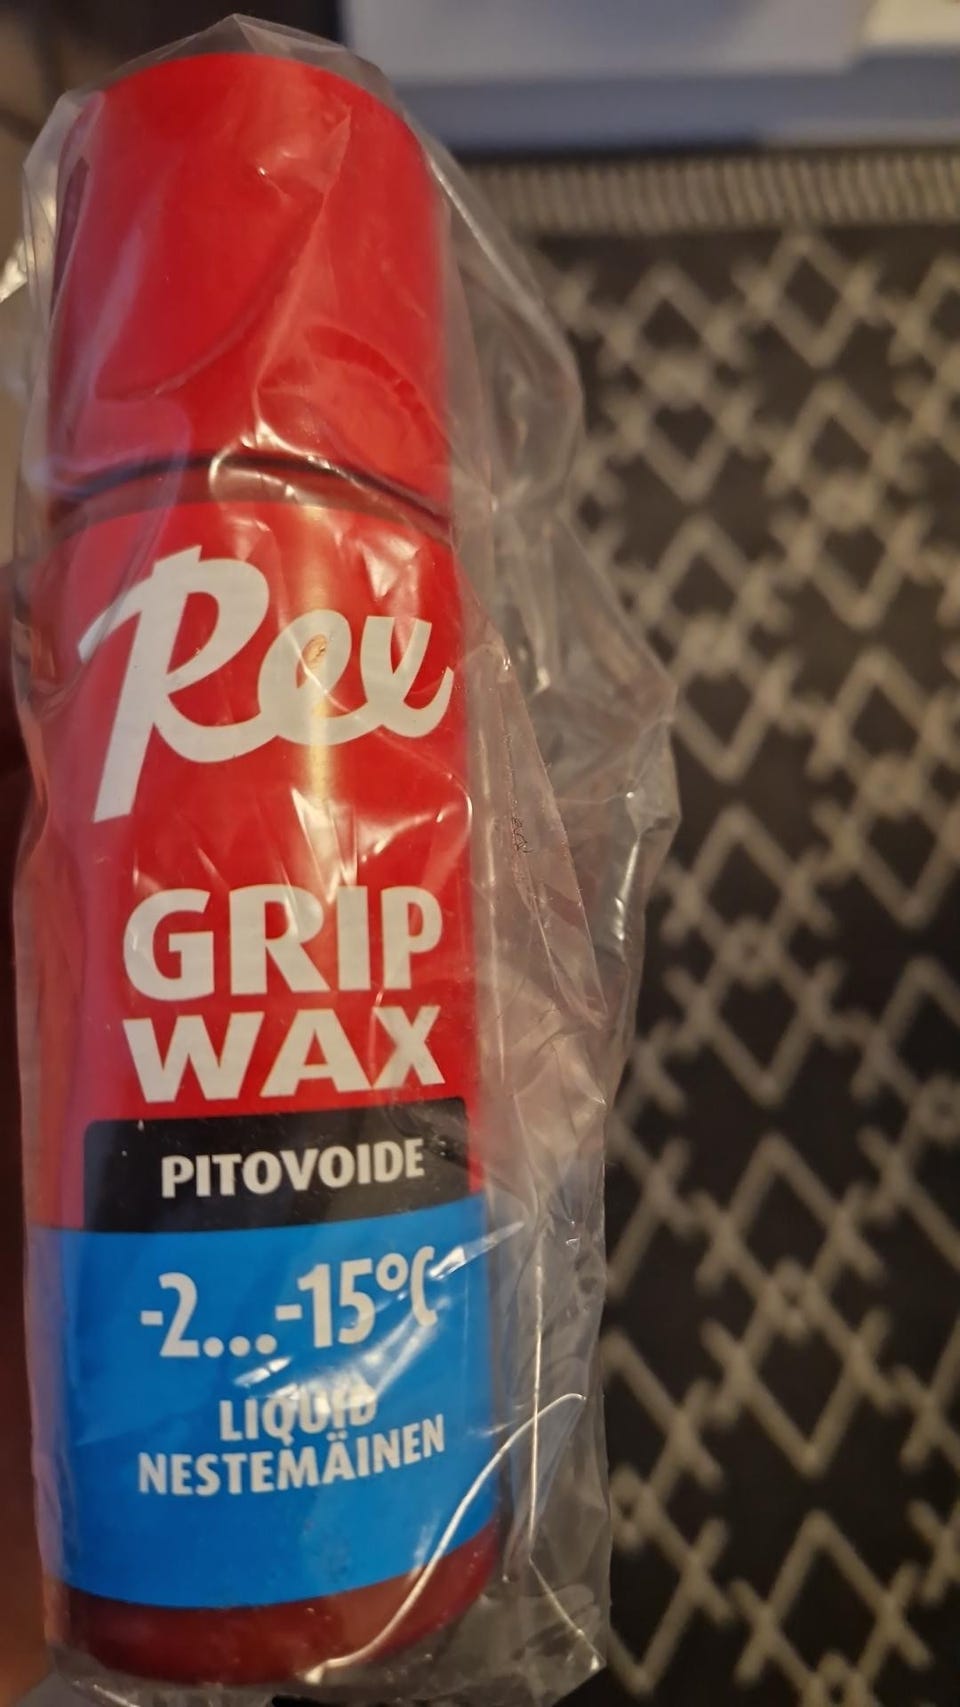 Rex
GRIP
WAX
PITOVOIDE
-2...-15°C
LIQUID
NESTEMÄINEN